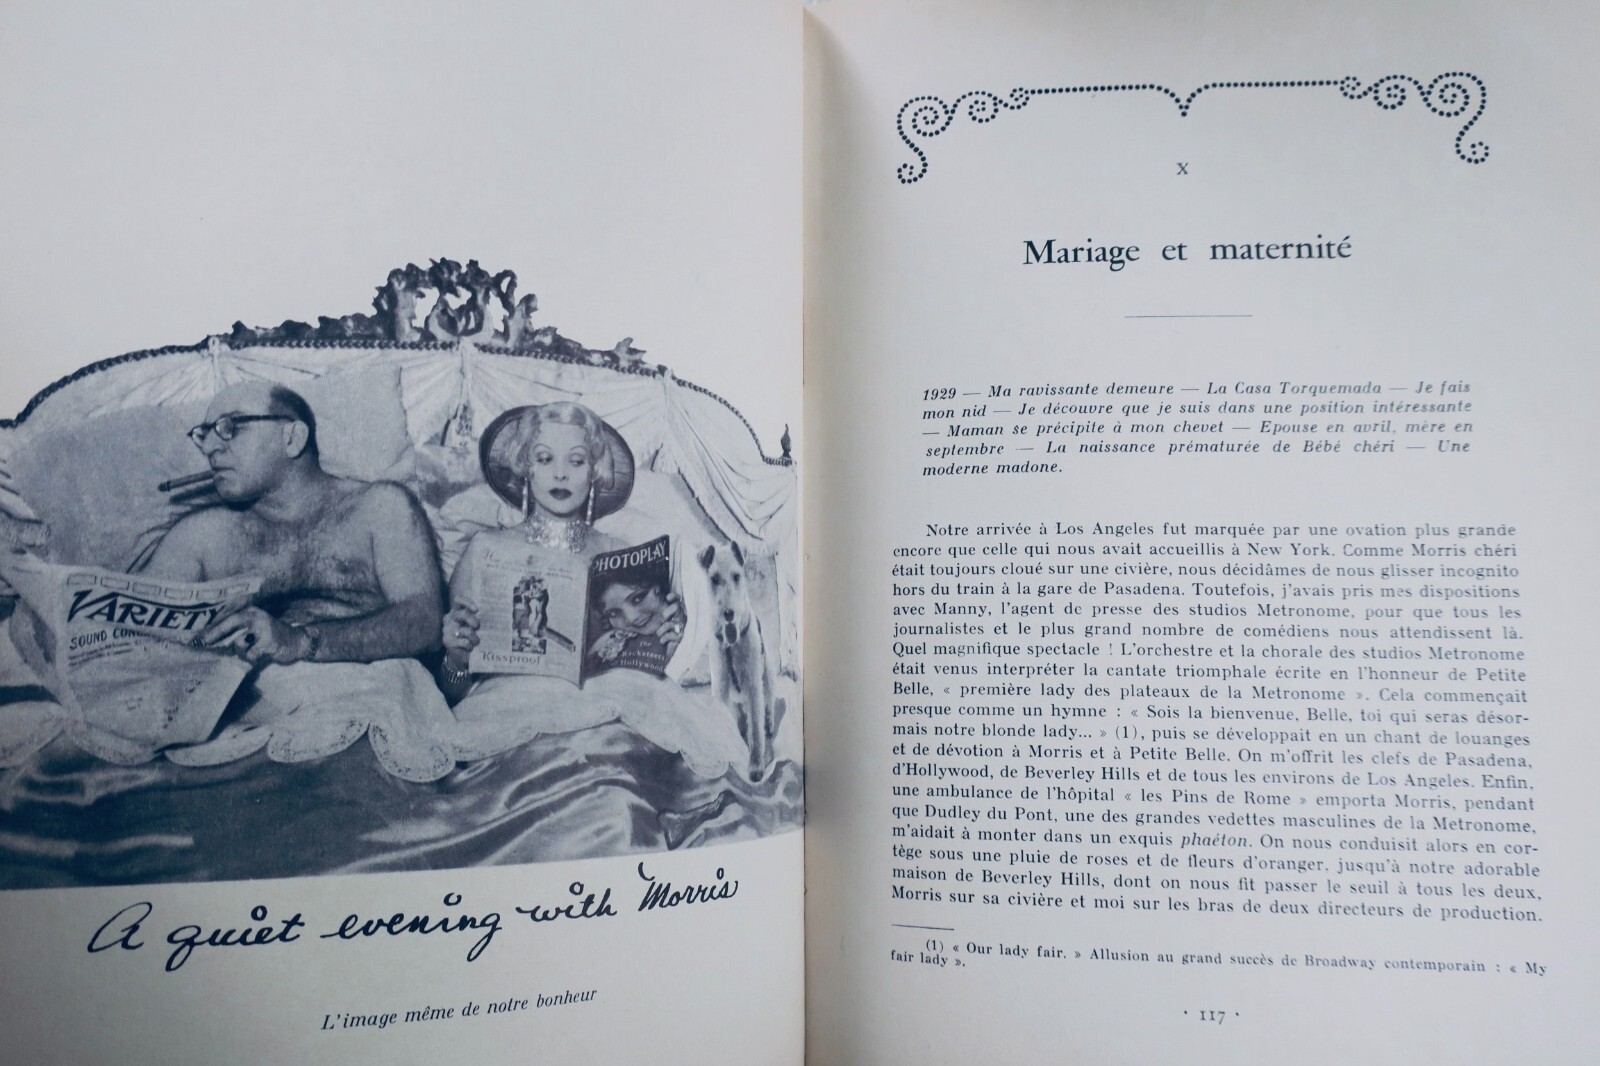 VARIETY
SOUND
PHOTOPLAY
The
Racketeers
of
Hollywood
Kissproof
A quiet evening with Morris
L'image même de notre bonheur
X
Mariage et maternité
1929 — Ma ravissante demeure — La Casa Torquemada — Je fais
mon nid — Je découvre que je suis dans une position intéressante
— Maman se précipite à mon chevet — Epouse en avril, mère en
septembre — La naissance prématurée de Bébé chéri — Une
moderne madone.
Notre arrivée à Los Angeles fut marquée par une ovation plus grande
encore que celle qui nous avait accueillis à New York. Comme Morris chéri
était toujours cloué sur une civière, nous décidâmes de nous glisser incognito
hors du train à la gare de Pasadena. Toutefois, j'avais pris mes dispositions
avec Manny, l'agent de presse des studios Metronome, pour que tous les
journalistes et le plus grand nombre de comédiens nous attendissent là.
Quel magnifique spectacle ! L'orchestre et la chorale des studios Metronome
était venus interpréter la cantate triomphale écrite en l'honneur de Petite
Belle, « première lady des plateaux de la Metronome ». Cela commençait
presque comme un hymne : « Sois la bienvenue, Belle, toi qui seras désor-
mais notre blonde lady... » (1), puis se développait en un chant de louanges
et de dévotion à Morris et à Petite Belle. On m'offrit les clefs de Pasadena,
d'Hollywood, de Beverley Hills et de tous les environs de Los Angeles. Enfin,
une ambulance de l'hôpital « les Pins de Rome » emporta Morris, pendant
que Dudley du Pont, une des grandes vedettes masculines de la Metronome,
m'aidait à monter dans un exquis phaéton. On nous conduisit alors en cor-
tège sous une pluie de roses et de fleurs d'oranger, jusqu'à notre adorable
maison de Beverley Hills, dont on nous fit passer le seuil à tous les deux,
Morris sur sa civière et moi sur les bras de deux directeurs de production.
(1) « Our lady fair. » Allusion au grand succès de Broadway contemporain : « My
fair lady ».
· 117 ·